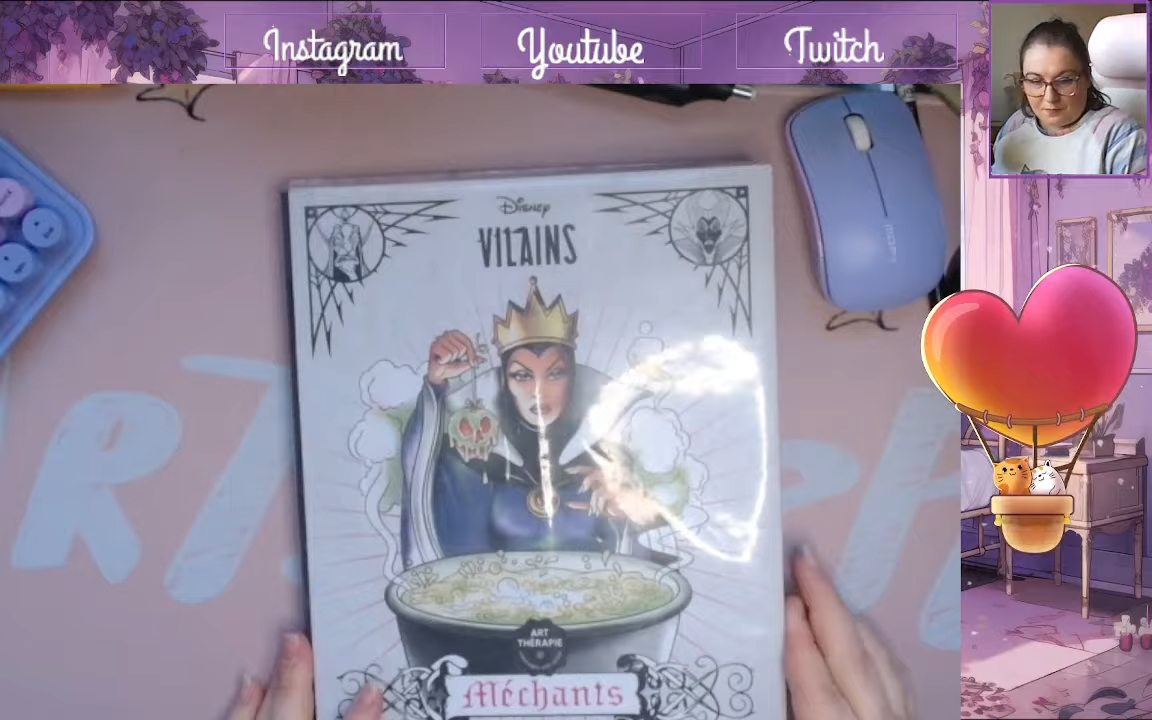 Instagram
Youtube
Twitch
Disney
VILAINS
ART
THÉRAPIE
Méchants